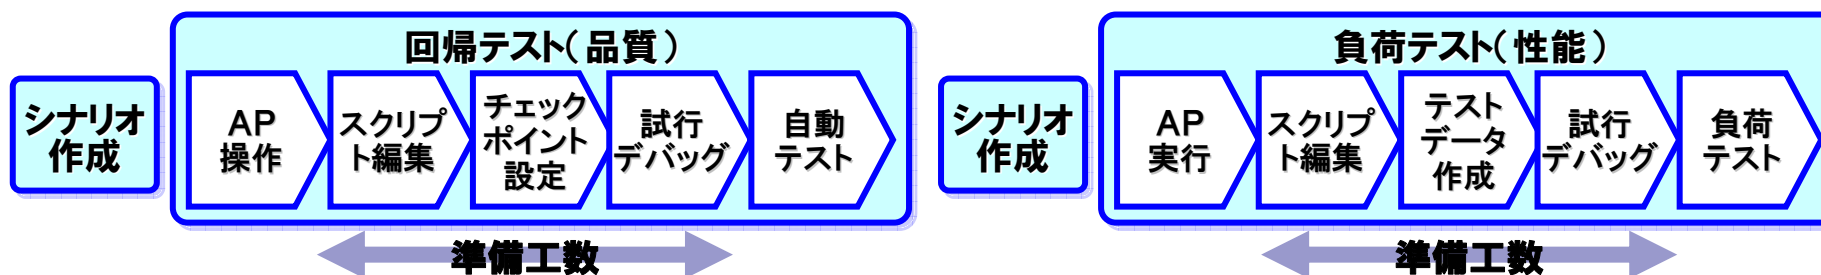 回帰テスト(品質)
シナリオ
作成
AP
操作
スクリプ
ト編集
チェック
ポイント
設定
試行
デバッグ
自動
テスト
準備工数
負荷テスト(性能)
シナリオ
作成
AP
実行
スクリプ
ト編集
テスト
データ
作成
試行
デバッグ
負荷
テスト
準備工数